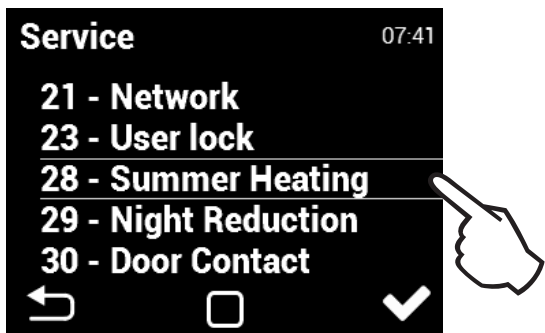 Service
07:41
21 - Network
23 - User lock
28 - Summer Heating
29 - Night Reduction
30 - Door Contact